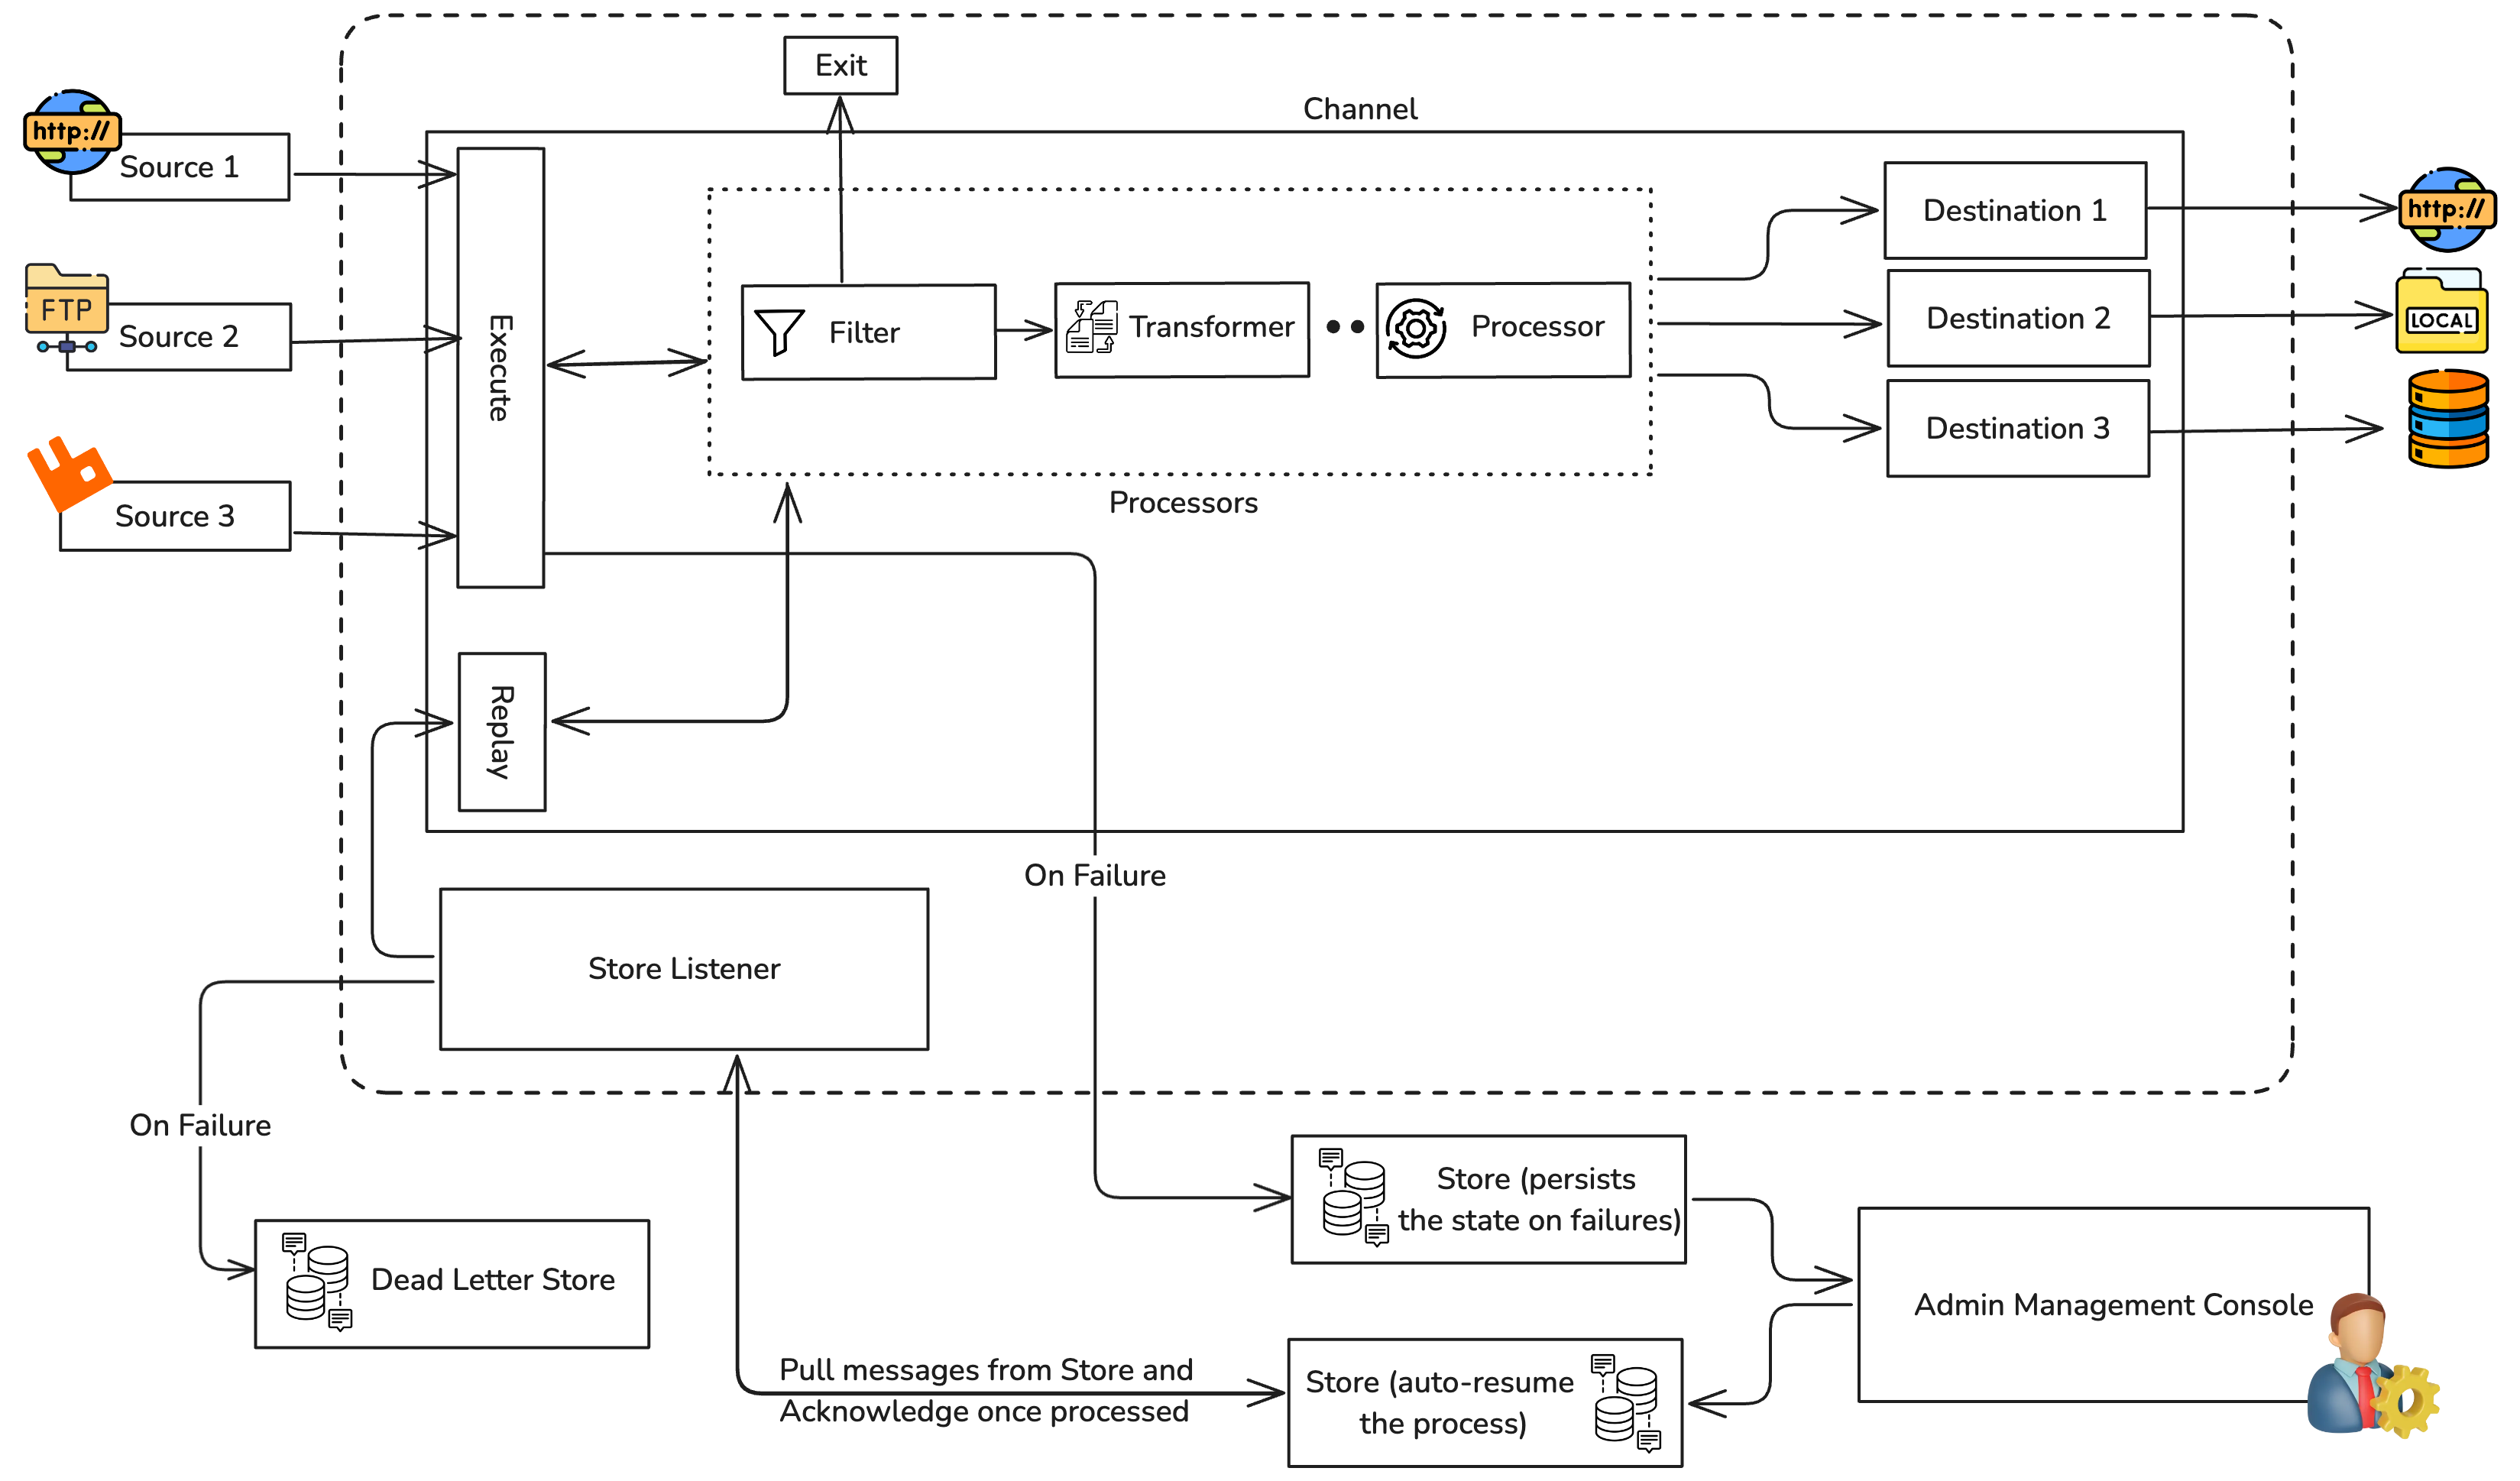 Exit
Channel
http://
Source 1
FTP
Source 2
Source 3
Execute
Filter
Transformer
Processor
Processors
Destination 1
Destination 2
Destination 3
http://
LOCAL
Replay
On Failure
Store Listener
On Failure
Dead Letter Store
Store (persists
the state on failures)
Admin Management Console
Pull messages from Store and
Acknowledge once processed
Store (auto-resume
the process)